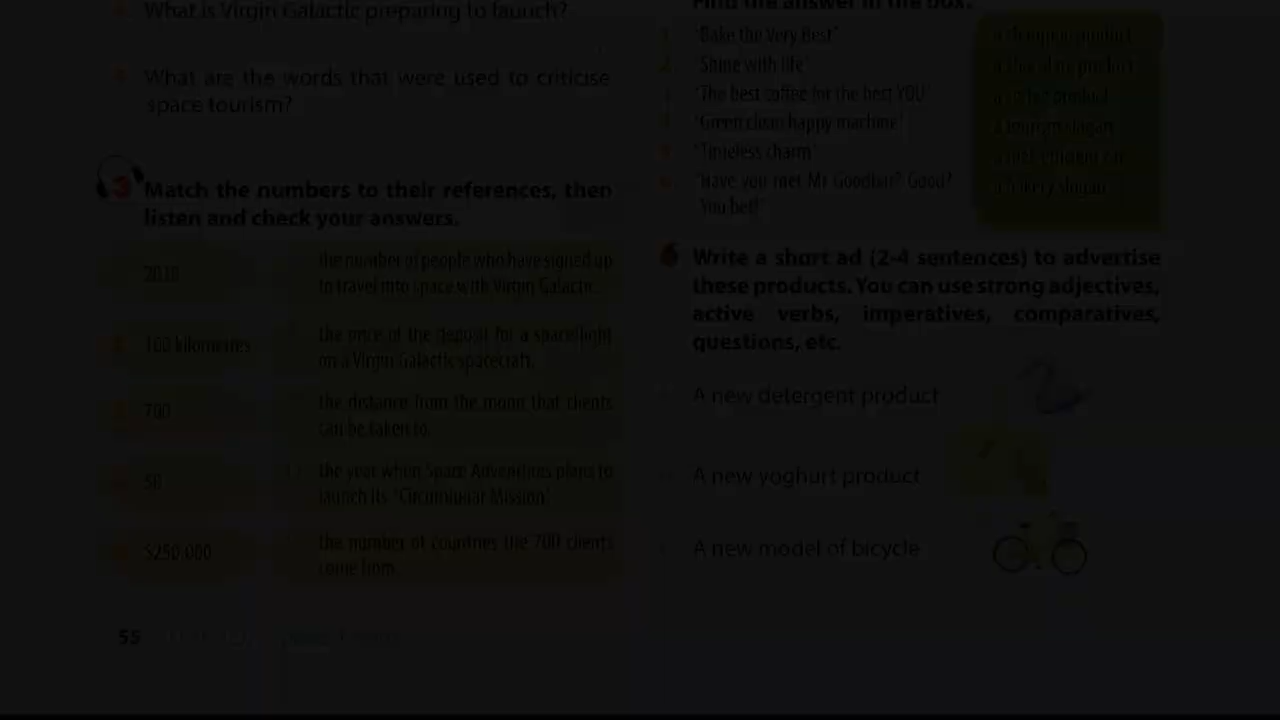 What is Virgin Galactic preparing to launch?
What are the words that were used to criticise
space tourism?
3 Match the numbers to their references, then
listen and check your answers.
2018
the number of people who have signed up
to travel into space with Virgin Galactic.
100 kilometres
the price of the deposit for a spaceflight
on a Virgin Galactic spacecraft.
700
the distance from the moon that clients
can be taken to.
50
the year when Space Adventures plans to
launch its 'Circumlunar Mission'
$250 000
the number of countries the 700 clients
come from.
55
Find the answer in the box.
'Bake the Very Best'
'Shine with life'
'The best coffee for the best YOU'
'Green clean happy machine'
'Timeless charm'
'Have you met Mr Goodfish? Good?
You bet!'
a bakery slogan
6 Write a short ad (2-4 sentences) to advertise
these products. You can use strong adjectives,
active verbs, imperatives, comparatives,
questions, etc.
A new detergent product
A new yoghurt product
A new model of bicycle